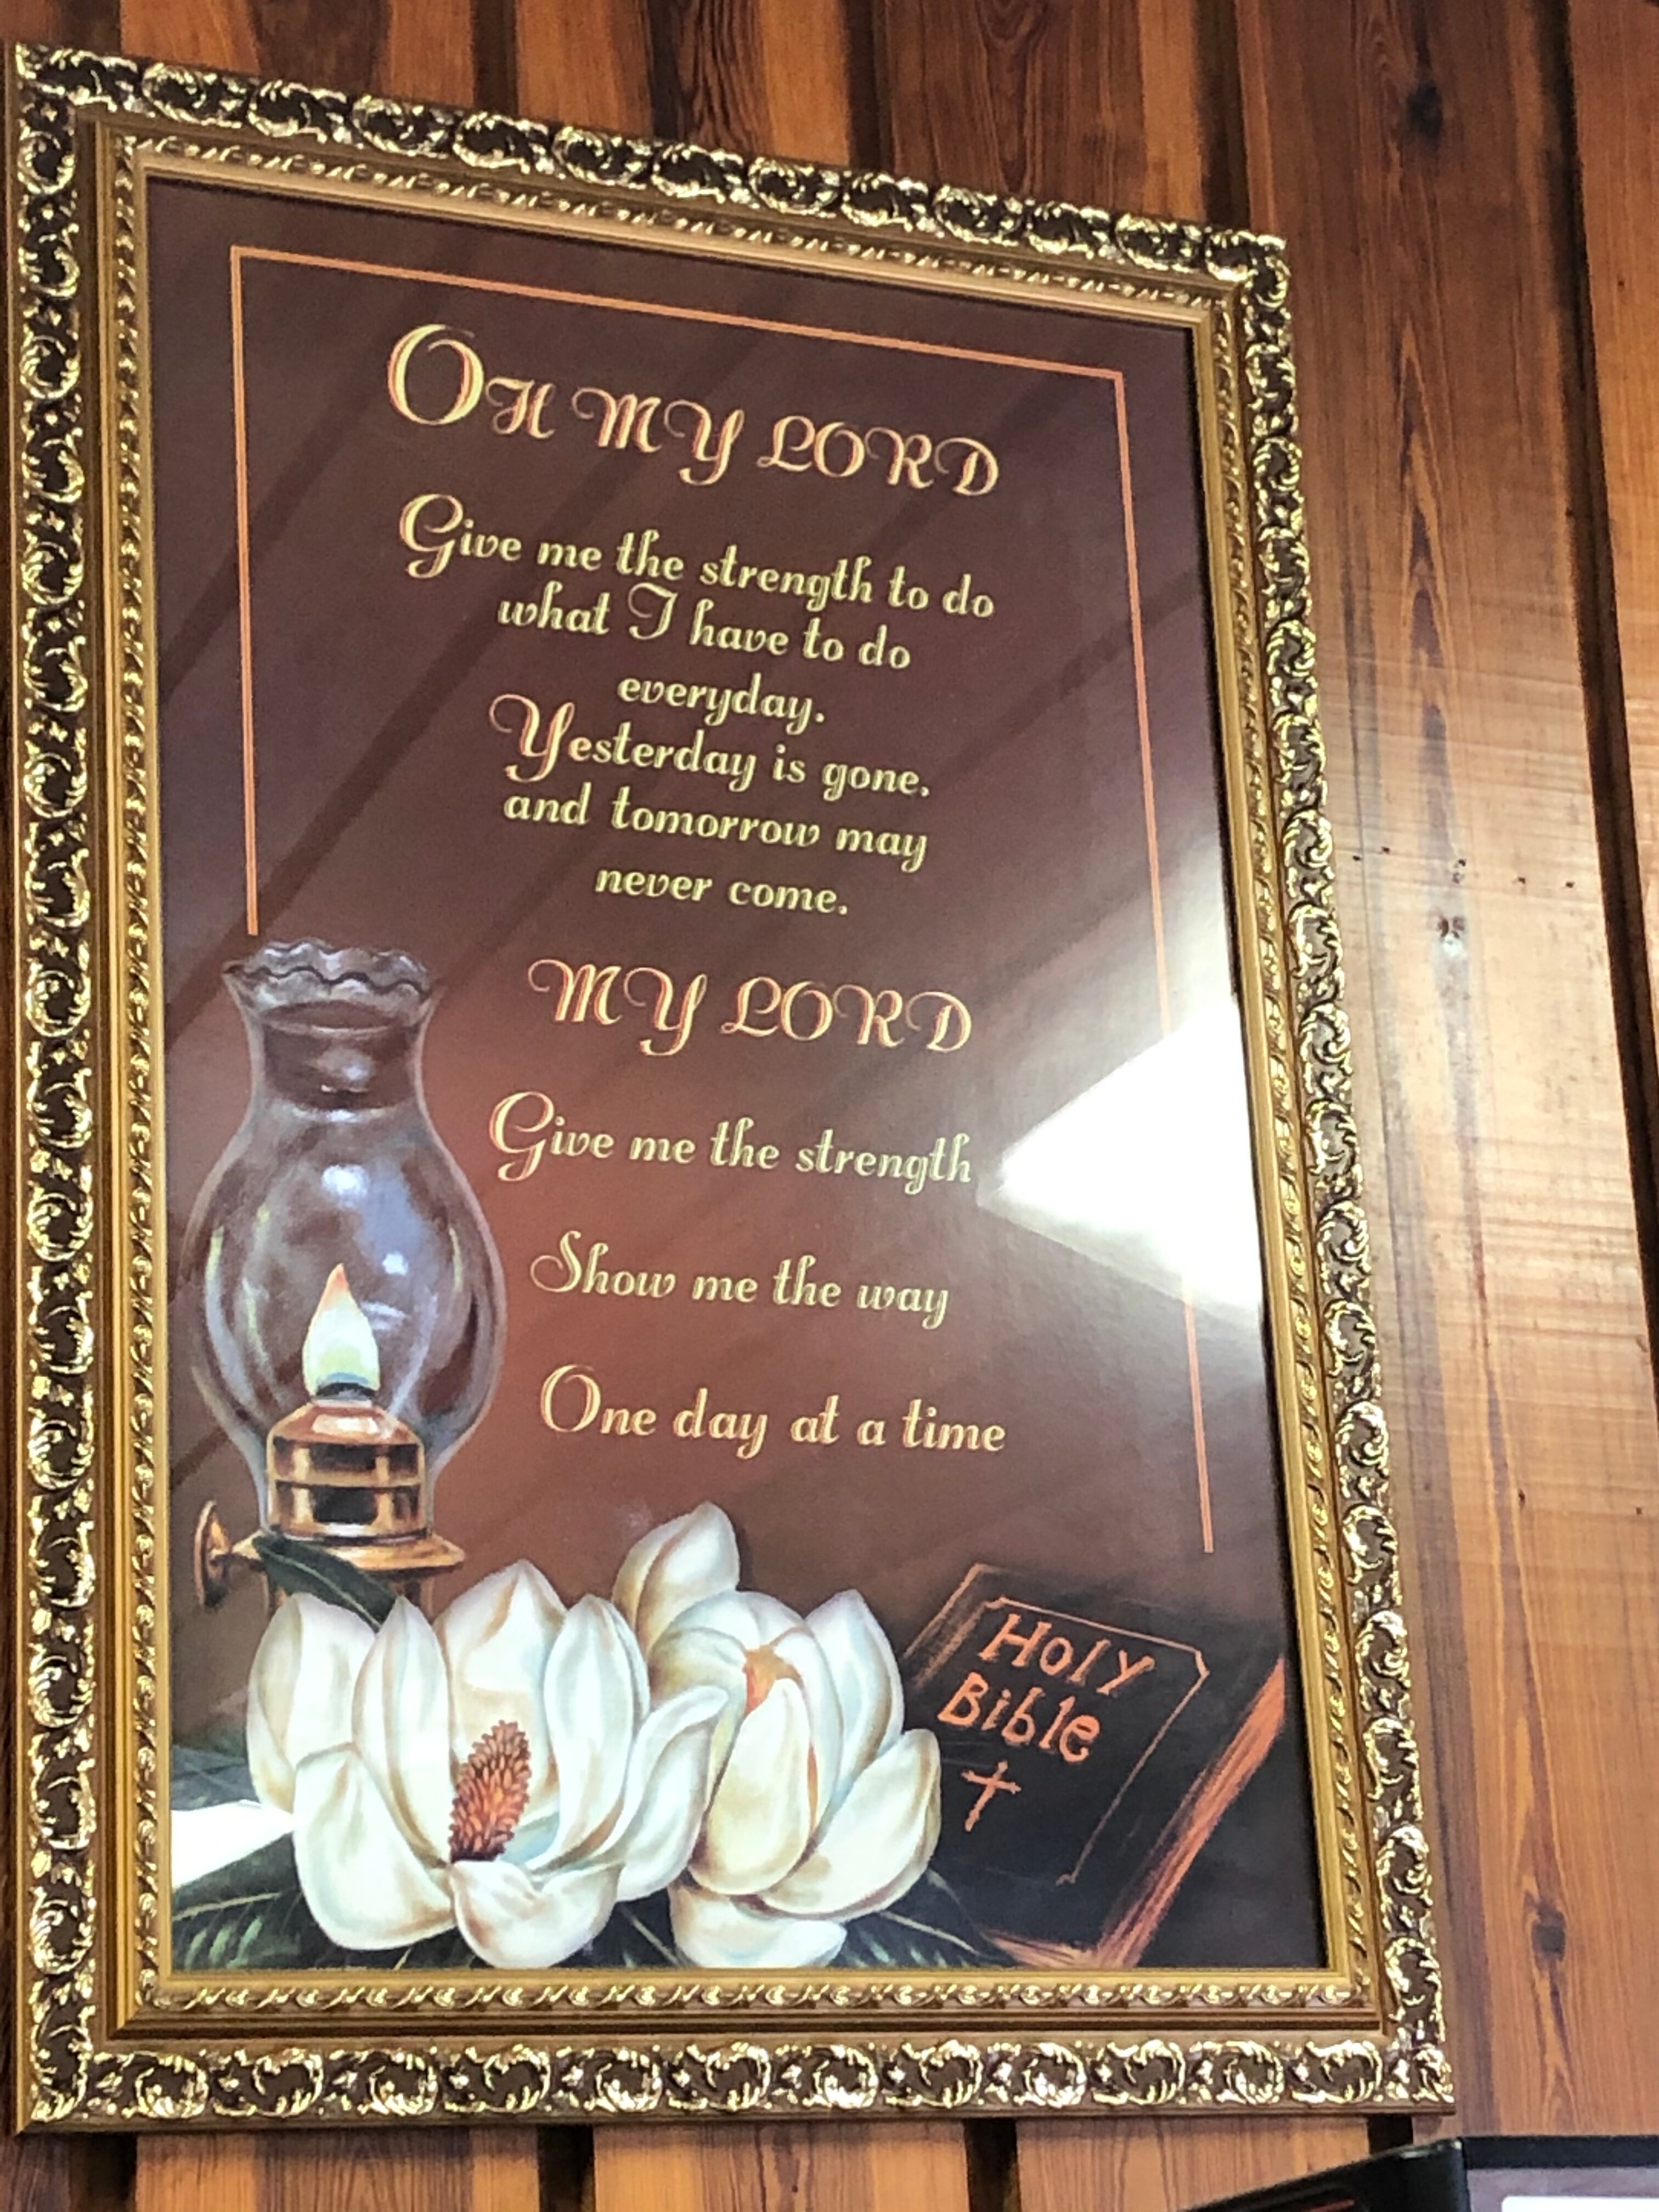 OH MY LORD
Give me the strength to do
what I have to do
everyday.
Yesterday is gone.
and tomorrow may
never come.
MY LORD
Give me the strength
Show me the way
One day at a time
Holy
Bible